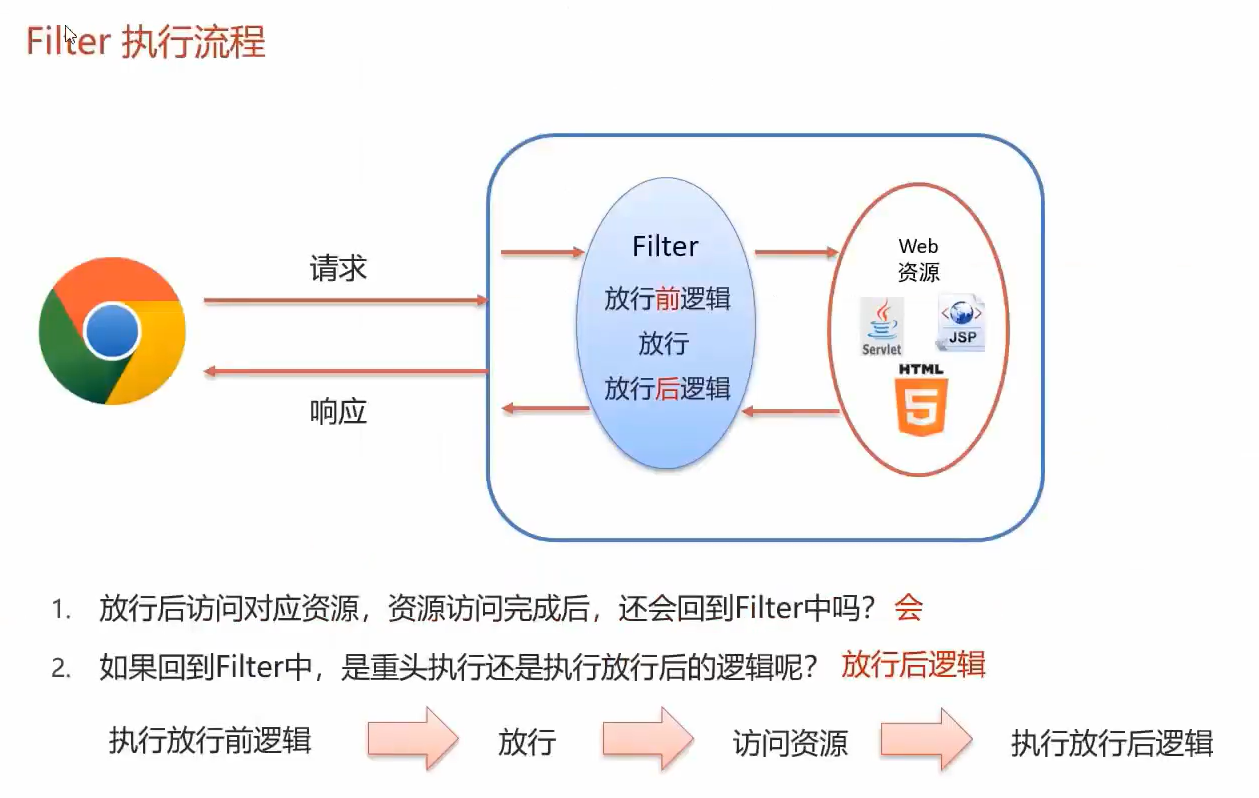 Filter 执行流程
请求
响应
Filter
放行前逻辑
放行
放行后逻辑
Web
资源
Servlet
JSP
HTML
5
1. 放行后访问对应资源，资源访问完成后，还会回到Filter中吗？ 会
2. 如果回到Filter中，是重头执行还是执行放行后的逻辑呢？ 放行后逻辑
执行放行前逻辑 放行 访问资源 执行放行后逻辑